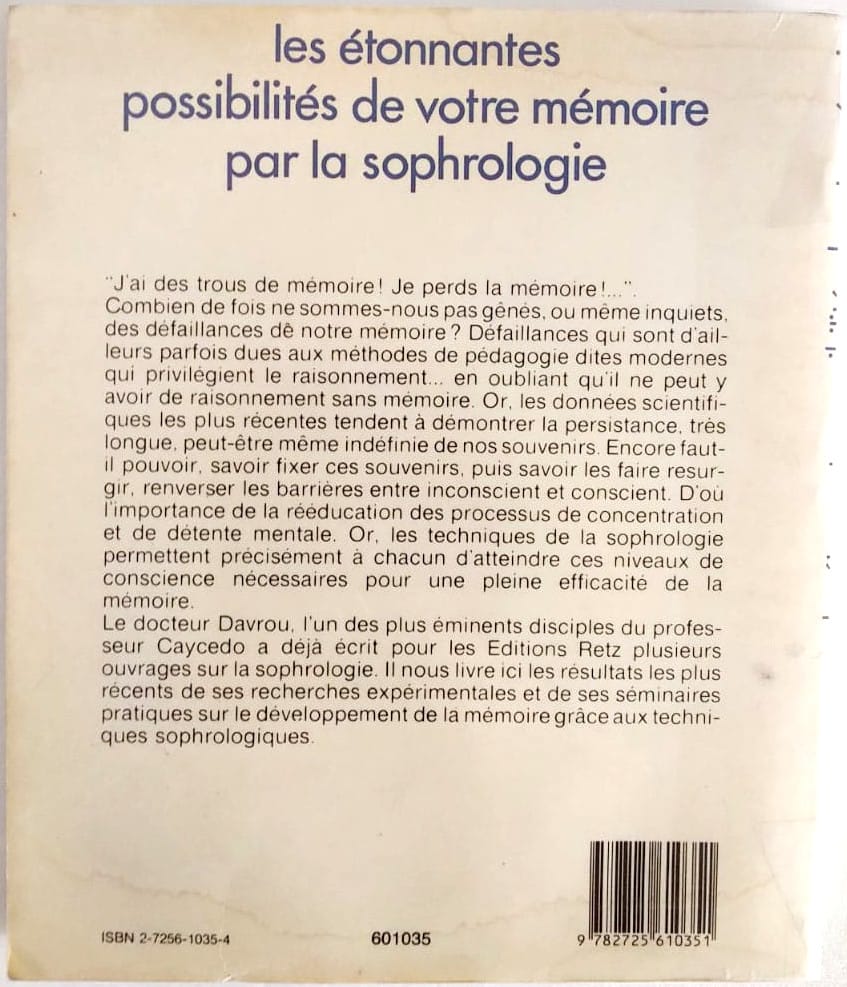 les étonnantes
possibilités de votre mémoire
par la sophrologie
"J'ai des trous de mémoire! Je perds la mémoire!...".
Combien de fois ne sommes-nous pas gênés, ou même inquiets,
des défaillances dê notre mémoire? Défaillances qui sont d'ail-
leurs parfois dues aux méthodes de pédagogie dites modernes
qui privilégient le raisonnement... en oubliant qu'il ne peut y
avoir de raisonnement sans mémoire. Or, les données scientifi-
ques les plus récentes tendent à démontrer la persistance, très
longue, peut-être même indéfinie de nos souvenirs. Encore faut-
il pouvoir, savoir fixer ces souvenirs, puis savoir les faire resur-
gir, renverser les barrières entre inconscient et conscient. D'où
l'importance de la rééducation des processus de concentration
et de détente mentale. Or, les techniques de la sophrologie
permettent précisément à chacun d'atteindre ces niveaux de
conscience nécessaires pour une pleine efficacité de la
mémoire.
Le docteur Davrou, l'un des plus éminents disciples du profes-
seur Caycedo a déjà écrit pour les Editions Retz plusieurs
ouvrages sur la sophrologie. Il nous livre ici les résultats les plus
récents de ses recherches expérimentales et de ses séminaires
pratiques sur le développement de la mémoire grâce aux techni-
ques sophrologiques.
ISBN 2-7256-1035-4
601035
9 782725 610351